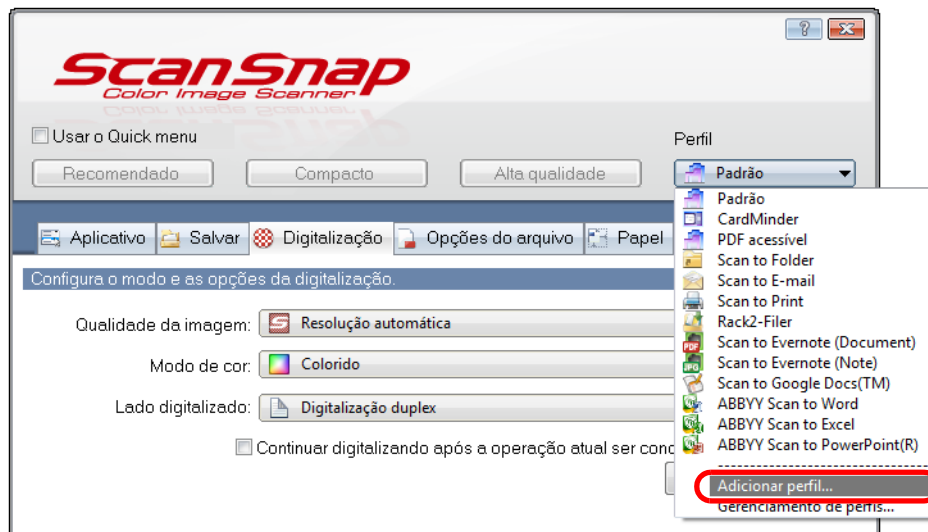 ScanSnap
Color Image Scanner
Usar o Quick menu
Perfil
Recomendado
Compacto
Alta qualidade
Padrão
Aplicativo
Salvar
Digitalização
Opções do arquivo
Papel
Configura o modo e as opções da digitalização.
Qualidade da imagem:
Resolução automática
Modo de cor:
Colorido
Lado digitalizado:
Digitalização duplex
Continuar digitalizando após a operação atual ser conc
Padrão
CardMinder
PDF acessível
Scan to Folder
Scan to E-mail
Scan to Print
Rack2-Filer
Scan to Evernote (Document)
Scan to Evernote (Note)
Scan to Google Docs(TM)
ABBYY Scan to Word
ABBYY Scan to Excel
ABBYY Scan to PowerPoint(R)
Adicionar perfil...
Gerenciamento de perfis...